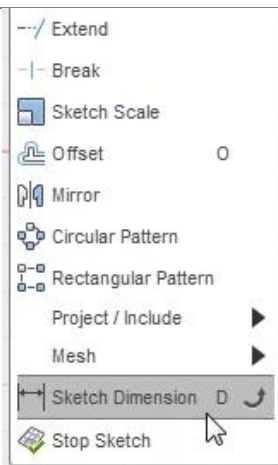 Extend
Break
Sketch Scale
Offset O
Mirror
Circular Pattern
Rectangular Pattern
Project / Include
Mesh
Sketch Dimension D
Stop Sketch